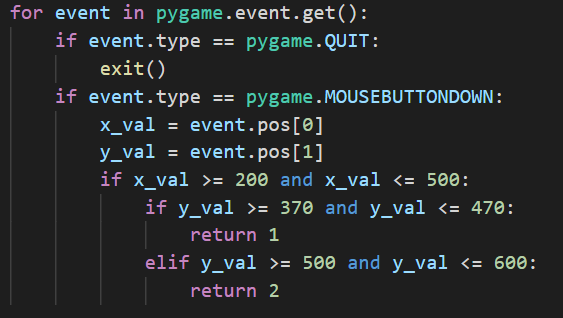 for event in pygame.event.get():
    if event.type == pygame.QUIT:
        exit()
    if event.type == pygame.MOUSEBUTTONDOWN:
        x_val = event.pos[0]
        y_val = event.pos[1]
        if x_val >= 200 and x_val <= 500:
            if y_val >= 370 and y_val <= 470:
                return 1
            elif y_val >= 500 and y_val <= 600:
                return 2